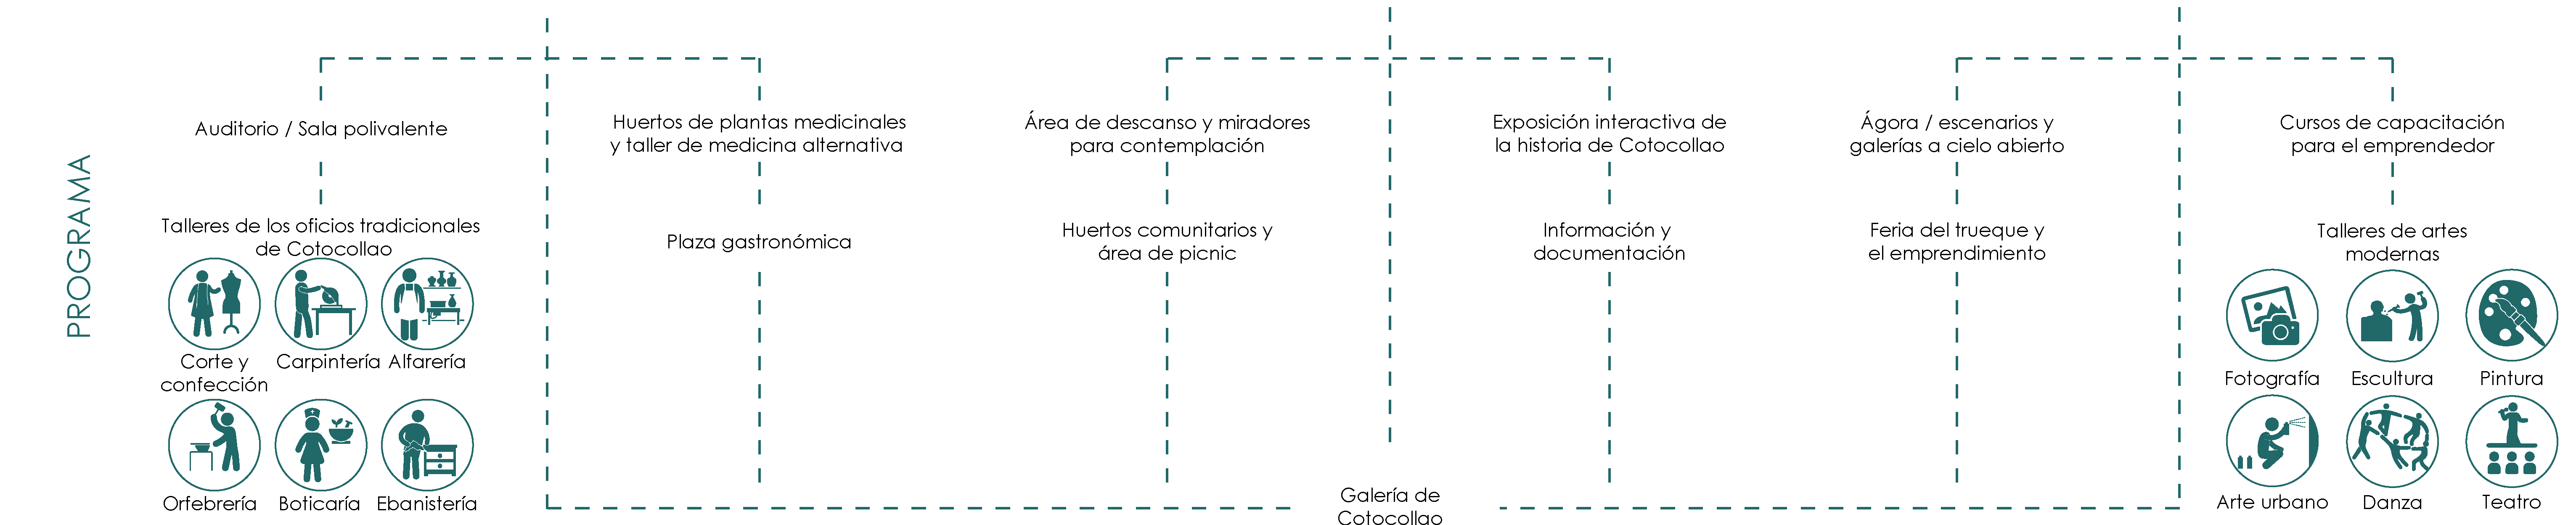 PROGRAMA
Auditorio / Sala polivalente
Talleres de los oficios tradicionales
de Cotocollao
Corte y
confección
Carpintería
Alfarería
Orfebrería
Boticaría
Ebanistería
Huertos de plantas medicinales
y taller de medicina alternativa
Plaza gastronómica
Área de descanso y miradores
para contemplación
Huertos comunitarios y
área de picnic
Galería de
Cotocollao
Exposición interactiva de
la historia de Cotocollao
Información y
documentación
Ágora / escenarios y
galerías a cielo abierto
Feria del trueque y
el emprendimiento
Cursos de capacitación
para el emprendedor
Talleres de artes
modernas
Fotografía
Escultura
Pintura
Arte urbano
Danza
Teatro